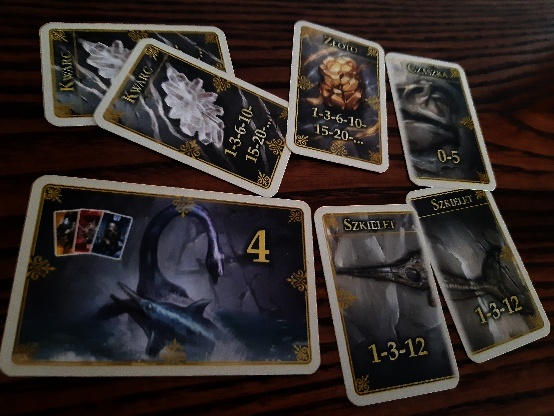 KWARC
KWARC
1-3-6-10-
15-20-...
ZŁOTO
1-3-6-10-
15-20-...
CZASZKA
0-5
4
SZKIELET
1-3-12
SZKIELET
1-3-12